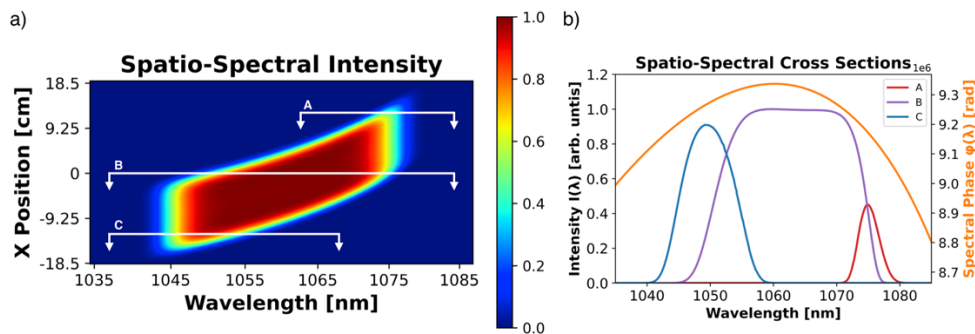 a)
Spatio-Spectral Intensity
X Position [cm]
18.5
9.25
0
-9.25
-18.5
A
B
C
1035
1045
1055
1065
1075
1085
Wavelength [nm]
1.0
0.8
0.6
0.4
0.2
0.0
b)
Spatio-Spectral Cross Sections
1e6
Intensity I(λ) [arb. untis]
1.2
1.0
0.8
0.6
0.4
0.2
0.0
A
B
C
9.3
9.2
9.1
9.0
8.9
8.8
8.7
Spectral Phase φ(λ) [rad]
1040
1050
1060
1070
1080
Wavelength [nm]